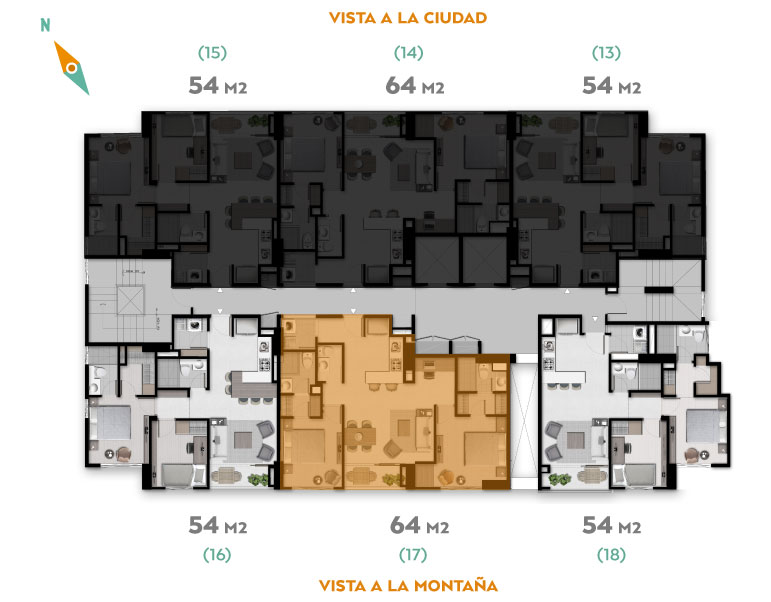 VISTA A LA CIUDAD
N
(15) (14) (13)
54 M2 64 M2 54 M2
54 M2 64 M2 54 M2
(16) (17) (18)
VISTA A LA MONTAÑA